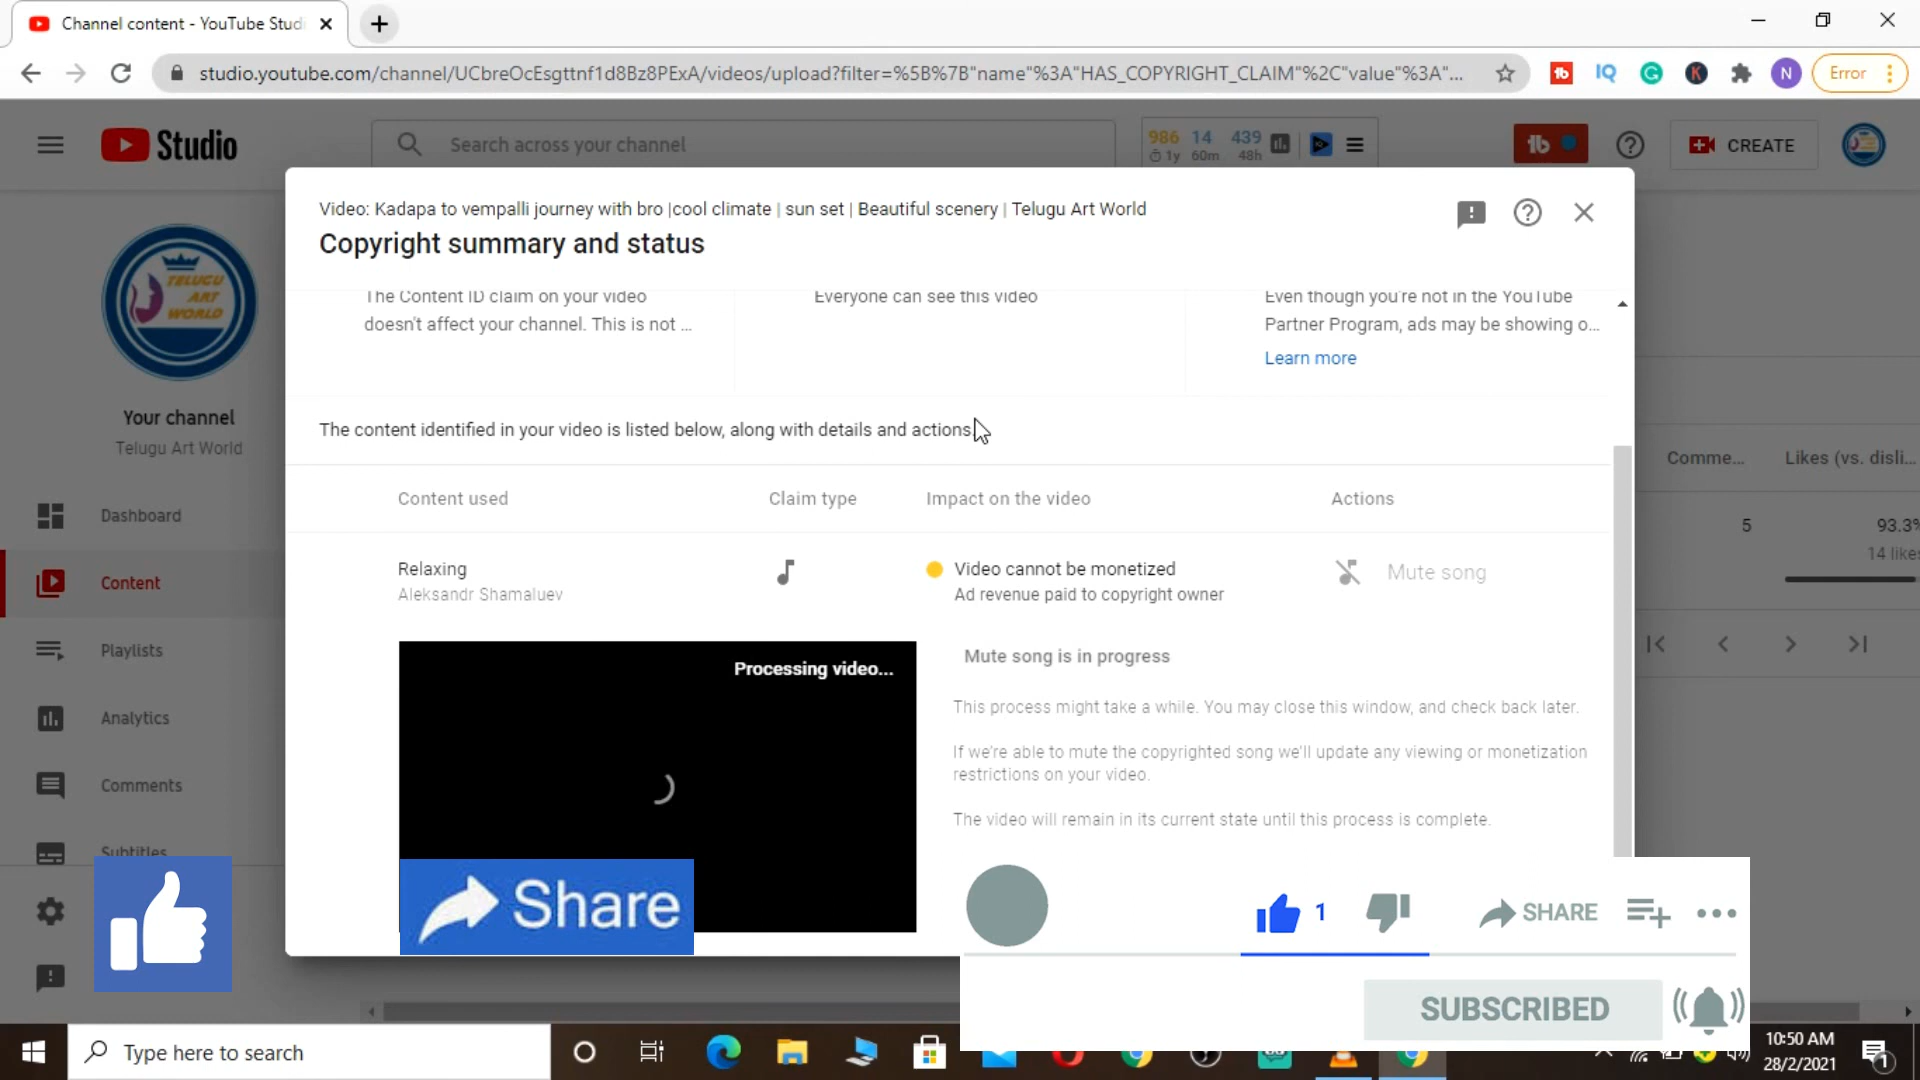 Channel content - YouTube Studi
studio.youtube.com/channel/UCbreOcEsgttnf1d8Bz8PExA/videos/upload?filter=%5B%7B"name"%3A"HAS_COPYRIGHT_CLAIM"%2C"value"%3A"...
IQ
N
Error
Studio
Search across your channel
986 14 439
1y 60m 48h
CREATE
Video: Kadapa to vempalli journey with bro |cool climate | sun set | Beautiful scenery | Telugu Art World
Copyright summary and status
The Content ID claim on your video
doesn't affect your channel. This is not ...
Everyone can see this video
Even though you're not in the YouTube
Partner Program, ads may be showing o...
Learn more
TELUGU
ART
WORLD
Your channel
Telugu Art World
Dashboard
Content
Playlists
Analytics
Comments
Subtitles
The content identified in your video is listed below, along with details and actions
Content used
Claim type
Impact on the video
Actions
Relaxing
Aleksandr Shamaluev
Video cannot be monetized
Ad revenue paid to copyright owner
Mute song
Processing video...
Mute song is in progress
This process might take a while. You may close this window, and check back later.
If we're able to mute the copyrighted song we'll update any viewing or monetization
restrictions on your video.
The video will remain in its current state until this process is complete.
Comme...
Likes (vs. disli...
5
93.3%
14 likes
Share
1
SHARE
SUBSCRIBED
Type here to search
10:50 AM
28/2/2021
1